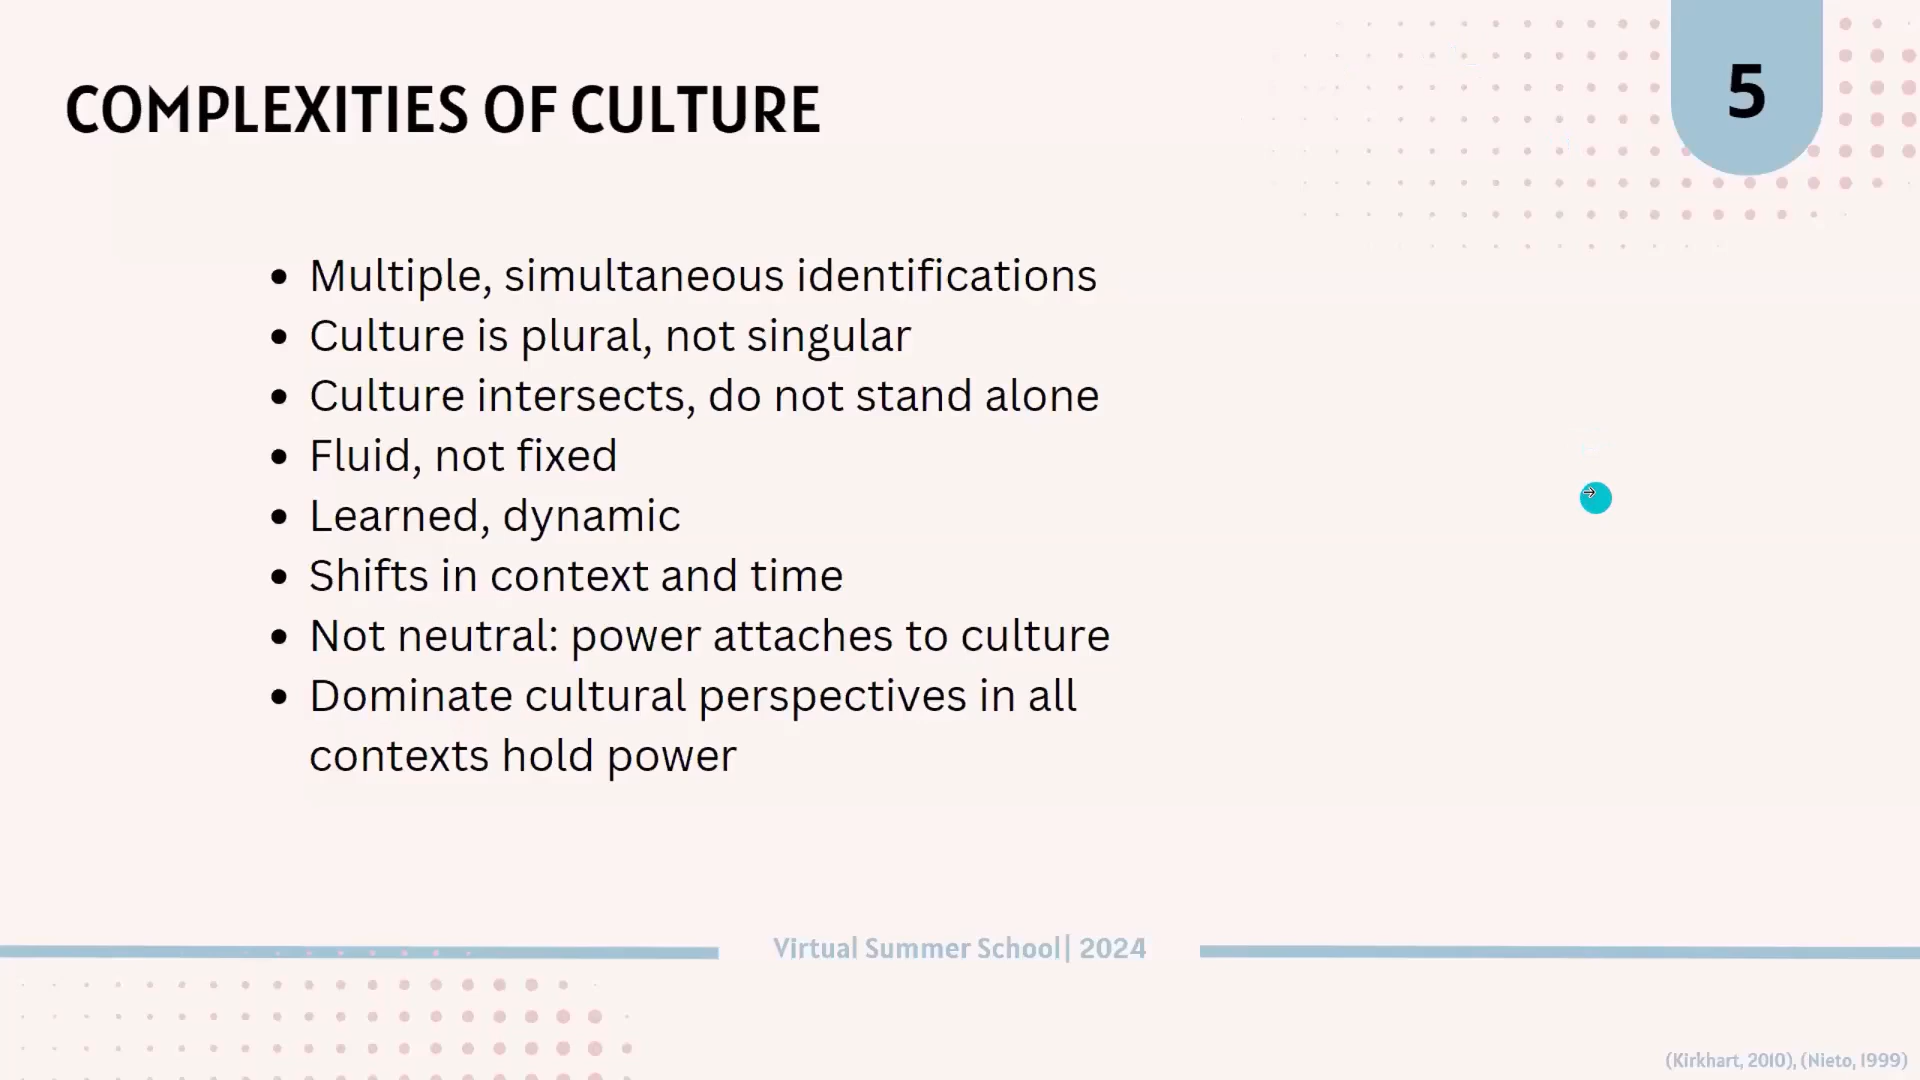 COMPLEXITIES OF CULTURE
5
• Multiple, simultaneous identifications
• Culture is plural, not singular
• Culture intersects, do not stand alone
• Fluid, not fixed
• Learned, dynamic
• Shifts in context and time
• Not neutral: power attaches to culture
• Dominate cultural perspectives in all
contexts hold power
Virtual Summer School| 2024
(Kirkhart, 2010), (Nieto, 1999)